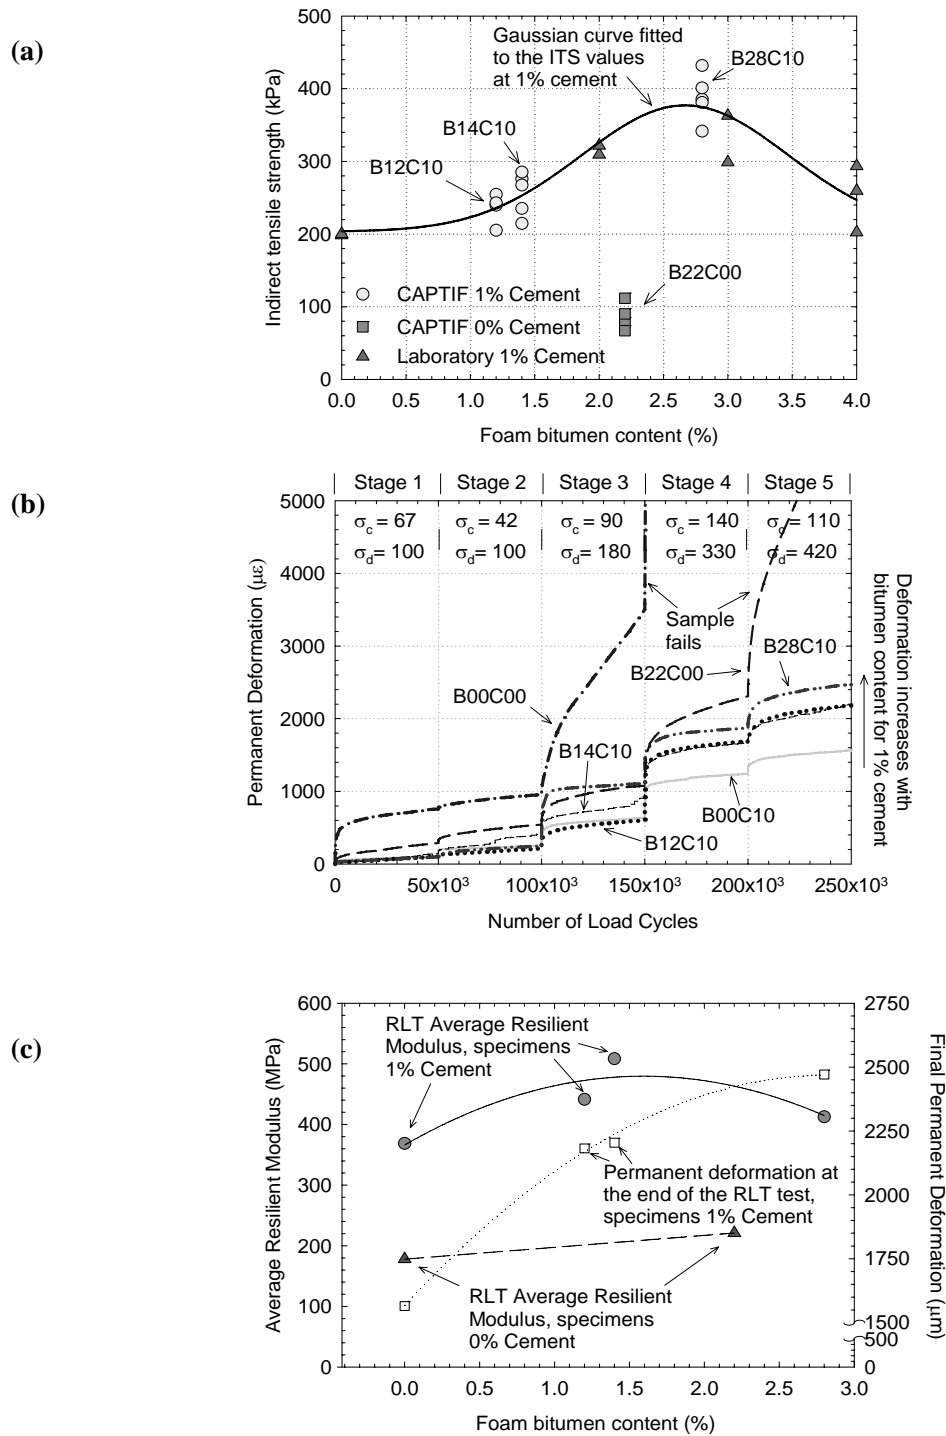 (a)
Indirect tensile strength (kPa)
500
400
300
200
100
0
Gaussian curve fitted
to the ITS values
at 1% cement
B28C10
B14C10
B12C10
B22C00
CAPTIF 1% Cement
CAPTIF 0% Cement
Laboratory 1% Cement
0.0 0.5 1.0 1.5 2.0 2.5 3.0 3.5 4.0
Foam bitumen content (%)
(b)
| Stage 1 | Stage 2 | Stage 3 | Stage 4 | Stage 5 |
Permanent Deformation (με)
5000
4000
3000
2000
1000
0
σc = 67 σc = 42 σc = 90 σc = 140 σc = 110
σd= 100 σd= 100 σd= 180 σd= 330 σd= 420
Sample
fails
B28C10
B22C00
B00C00
B14C10
B00C10
B12C10
Deformation increases with
bitumen content for 1% cement
0 50x10³ 100x10³ 150x10³ 200x10³ 250x10³
Number of Load Cycles
(c)
Average Resilient Modulus (MPa)
600
500
400
300
200
100
0
RLT Average Resilient
Modulus, specimens
1% Cement
Permanent deformation at
the end of the RLT test,
specimens 1% Cement
RLT Average Resilient
Modulus, specimens
0% Cement
2750
2500
2250
2000
1750
1500
500
0
Final Permanent Deformation (μm)
0.0 0.5 1.0 1.5 2.0 2.5 3.0
Foam bitumen content (%)